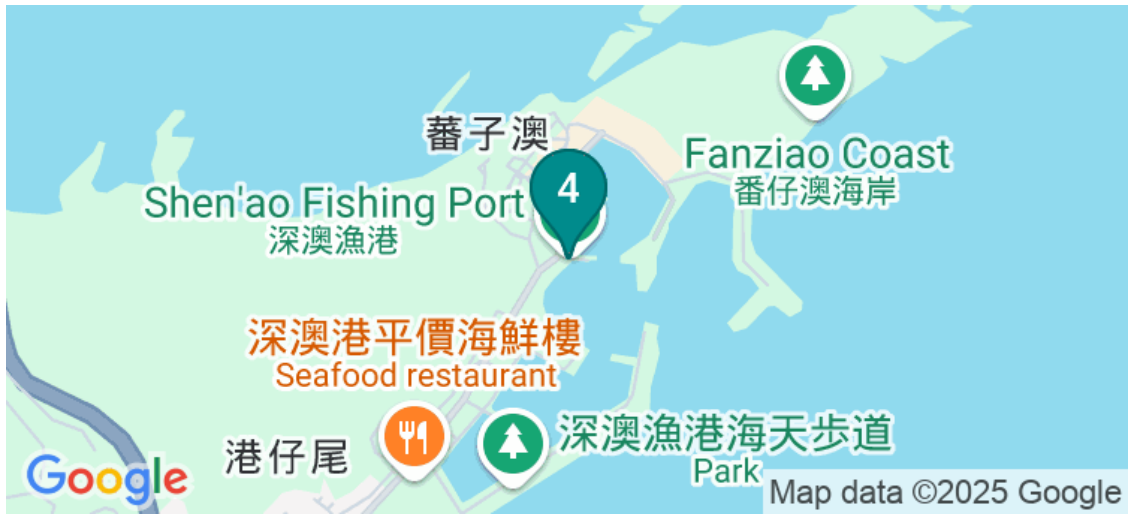 蕃子澳
Fanziao Coast
番仔澳海岸
4
Shen'ao Fishing Port
深澳漁港
深澳港平價海鮮樓
Seafood restaurant
深澳漁港海天步道
Park
港仔尾
Google
Map data ©2025 Google